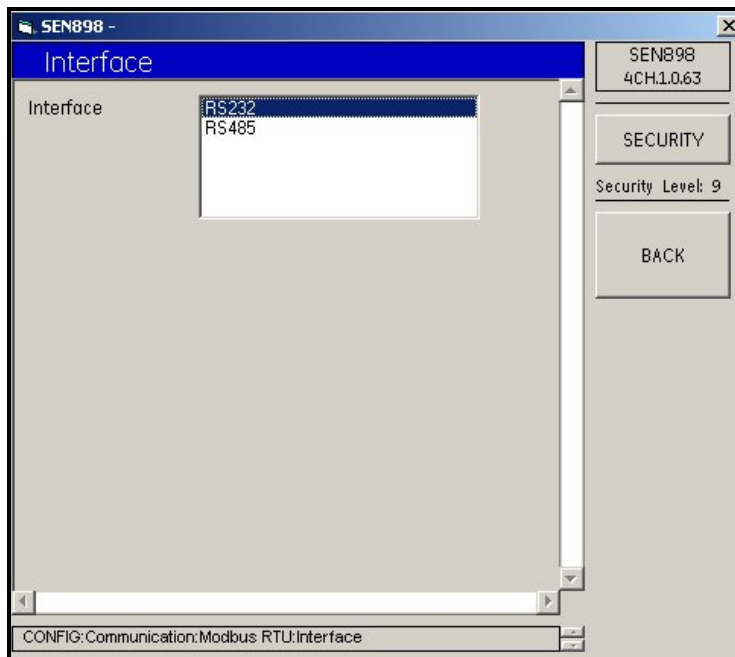 SEN898 -
Interface
SEN898
4CH.1.0.63
Interface
RS232
RS485
SECURITY
Security Level: 9
BACK
CONFIG:Communication:Modbus RTU:Interface